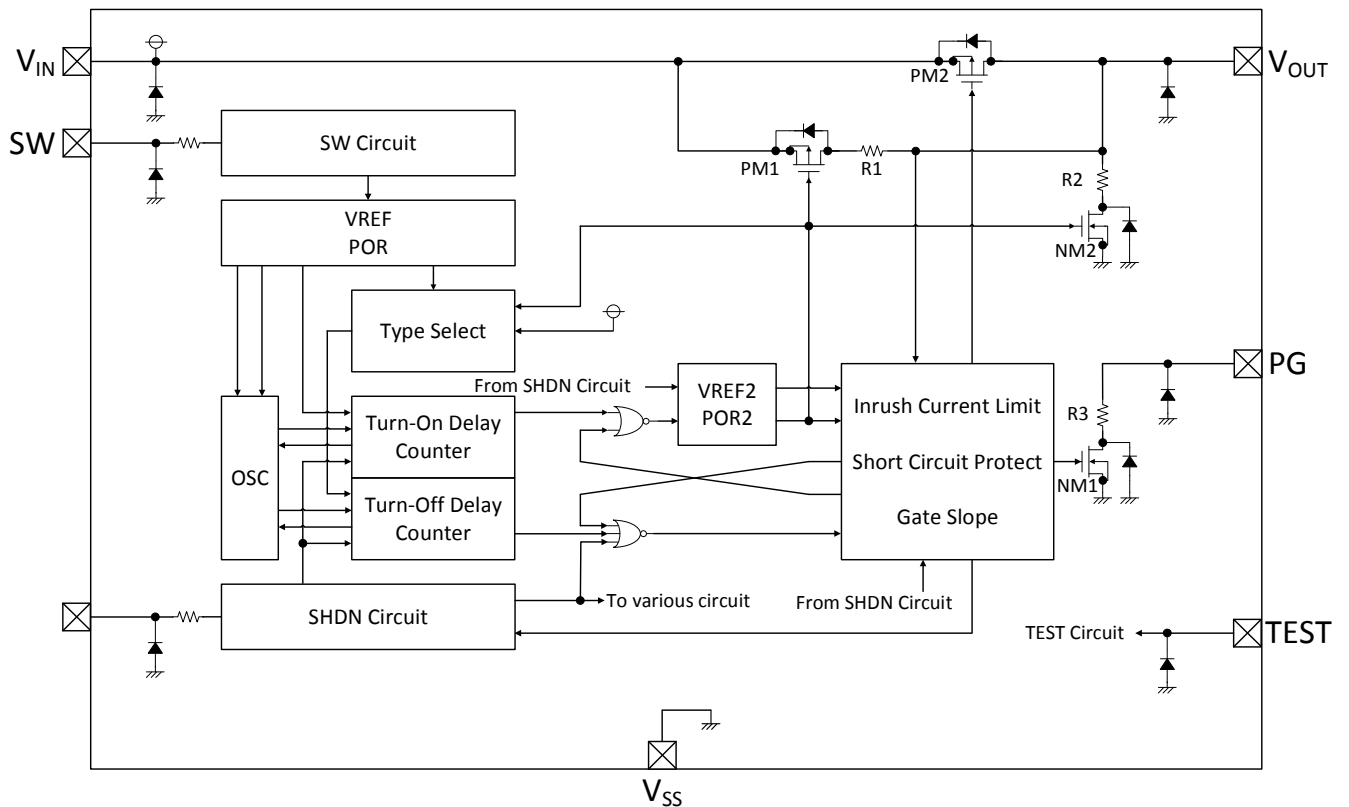 VIN
VOUT
PM2
SW
SW Circuit
PM1
R1
R2
VREF
POR
NM2
Type Select
PG
From SHDN Circuit
VREF2
POR2
Inrush Current Limit
R3
Turn-On Delay
Counter
OSC
Short Circuit Protect
NM1
Turn-Off Delay
Counter
Gate Slope
SHDN Circuit
To various circuit
From SHDN Circuit
TEST Circuit
TEST
VSS